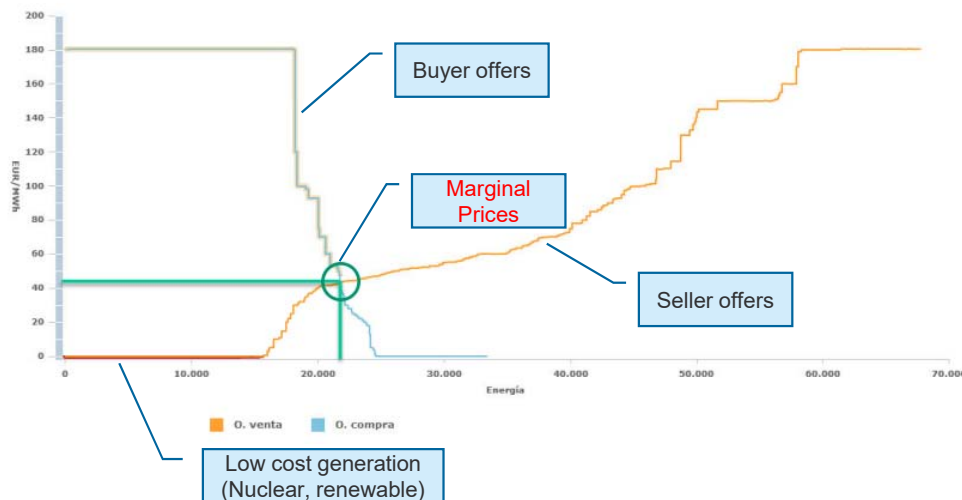 200
180
160
140
120
100
80
60
40
20
0
EUR/MWh
Buyer offers
Marginal
Prices
Seller offers
0
10.000
20.000
30.000
40.000
50.000
60.000
70.000
Energía
O. venta
O. compra
Low cost generation
(Nuclear, renewable)